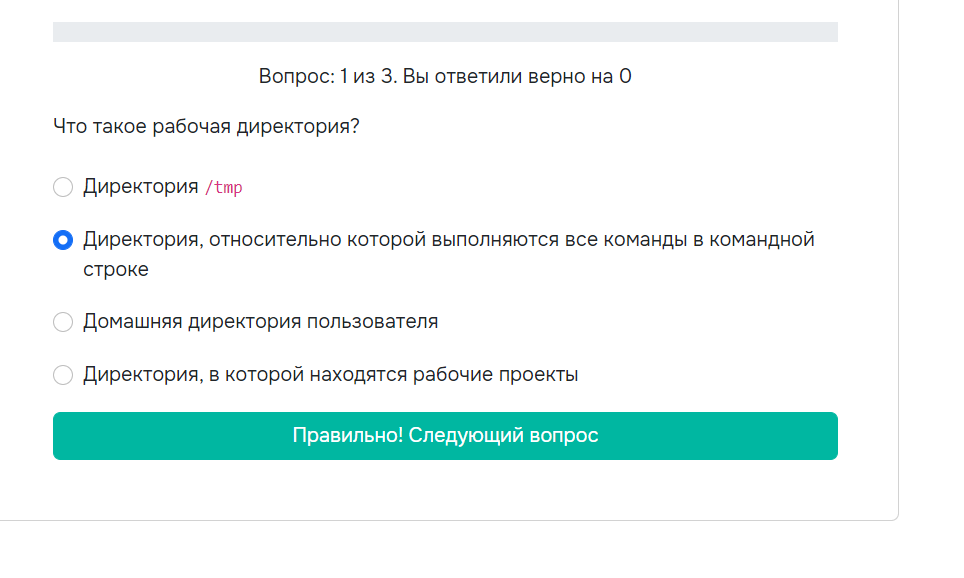 Вопрос: 1 из 3. Вы ответили верно на 0
Что такое рабочая директория?
Директория /tmp
Директория, относительно которой выполняются все команды в командной
строке
Домашняя директория пользователя
Директория, в которой находятся рабочие проекты
Правильно! Следующий вопрос